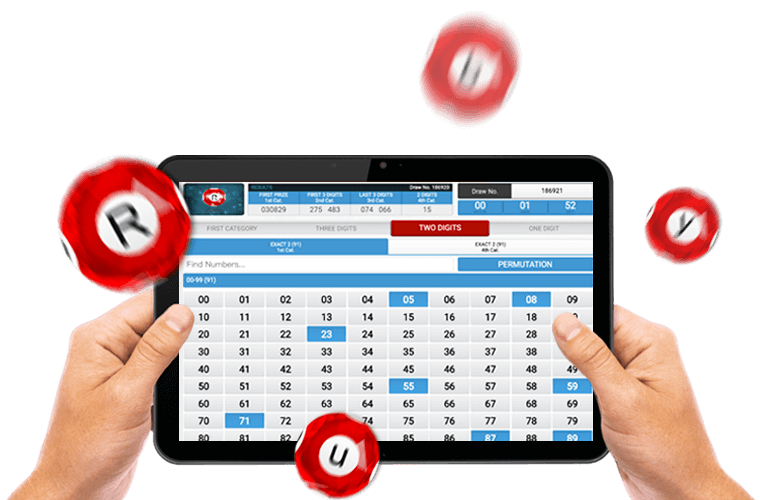 RESULTS Draw No. 186920
FIRST PRIZE FIRST 3 DIGITS LAST 3 DIGITS 2 DIGITS
1st Cat. 2nd Cat. 3rd Cat. 4th Cat.
030829 275 483 074 066 15
Draw No. 186921
00 01 52
FIRST CATEGORY THREE DIGITS TWO DIGITS ONE DIGIT
EXACT 2 (91) EXACT 2 (91)
1st Cat. 4th Cat.
Find Numbers... PERMUTATION
00-99 (91)
00 01 02 03 04 05 06 07 08 09
10 11 12 13 14 15 16 17 18
20 21 22 23 24 25 26 27 28
30 31 32 33 34 35 36 37 38
40 41 42 43 44 45 46 47 48 49
50 51 52 53 54 55 56 57 58 59
60 61 62 63 64 65 66 67 68 69
70 71 72 74 75 76 77 78 79
80 81 82 85 86 87 88 89
R
y
u